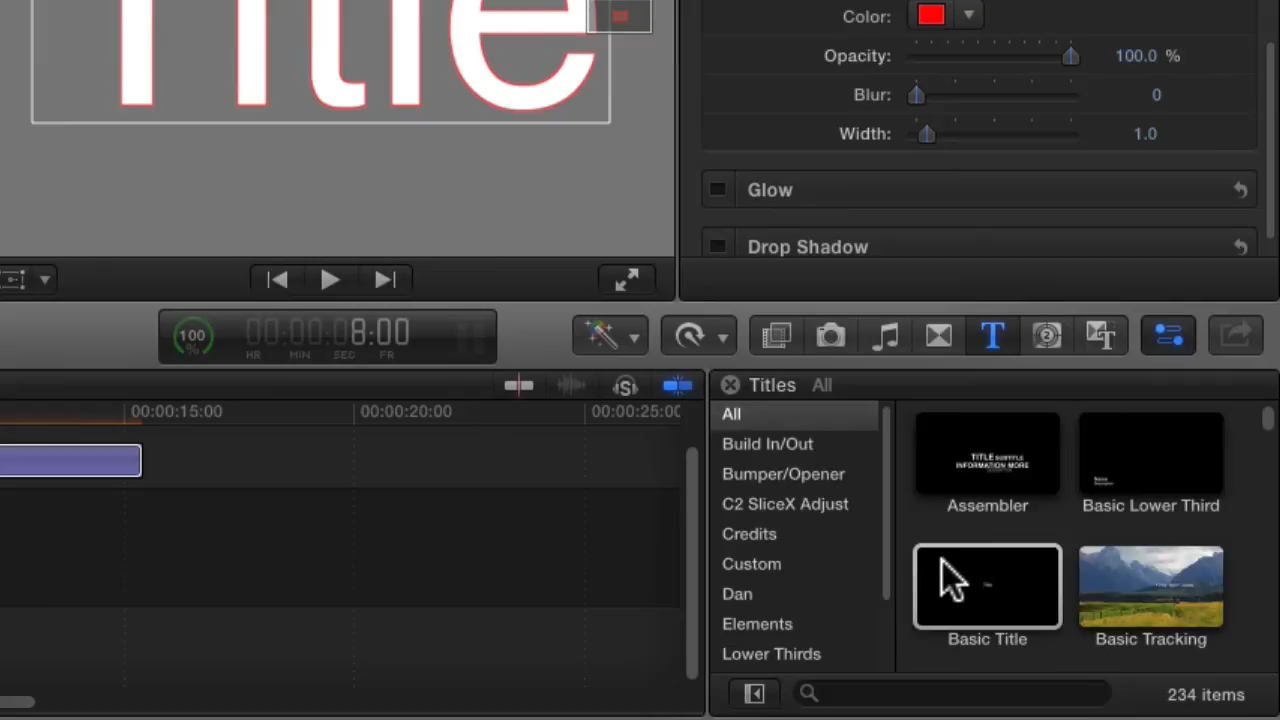 Title
Color:
Opacity: 100.0 %
Blur: 0
Width: 1.0
Glow
Drop Shadow
100
%
00:00:08:00
HR MIN SEC FR
00:00:15:00 00:00:20:00 00:00:25:00
Titles All
All
Build In/Out
Bumper/Opener
C2 SliceX Adjust
Credits
Custom
Dan
Elements
Lower Thirds
TITLE SUBTITLE
INFORMATION MORE
Assembler
Name
Basic Lower Third
Title
Basic Title
Basic Tracking
234 items